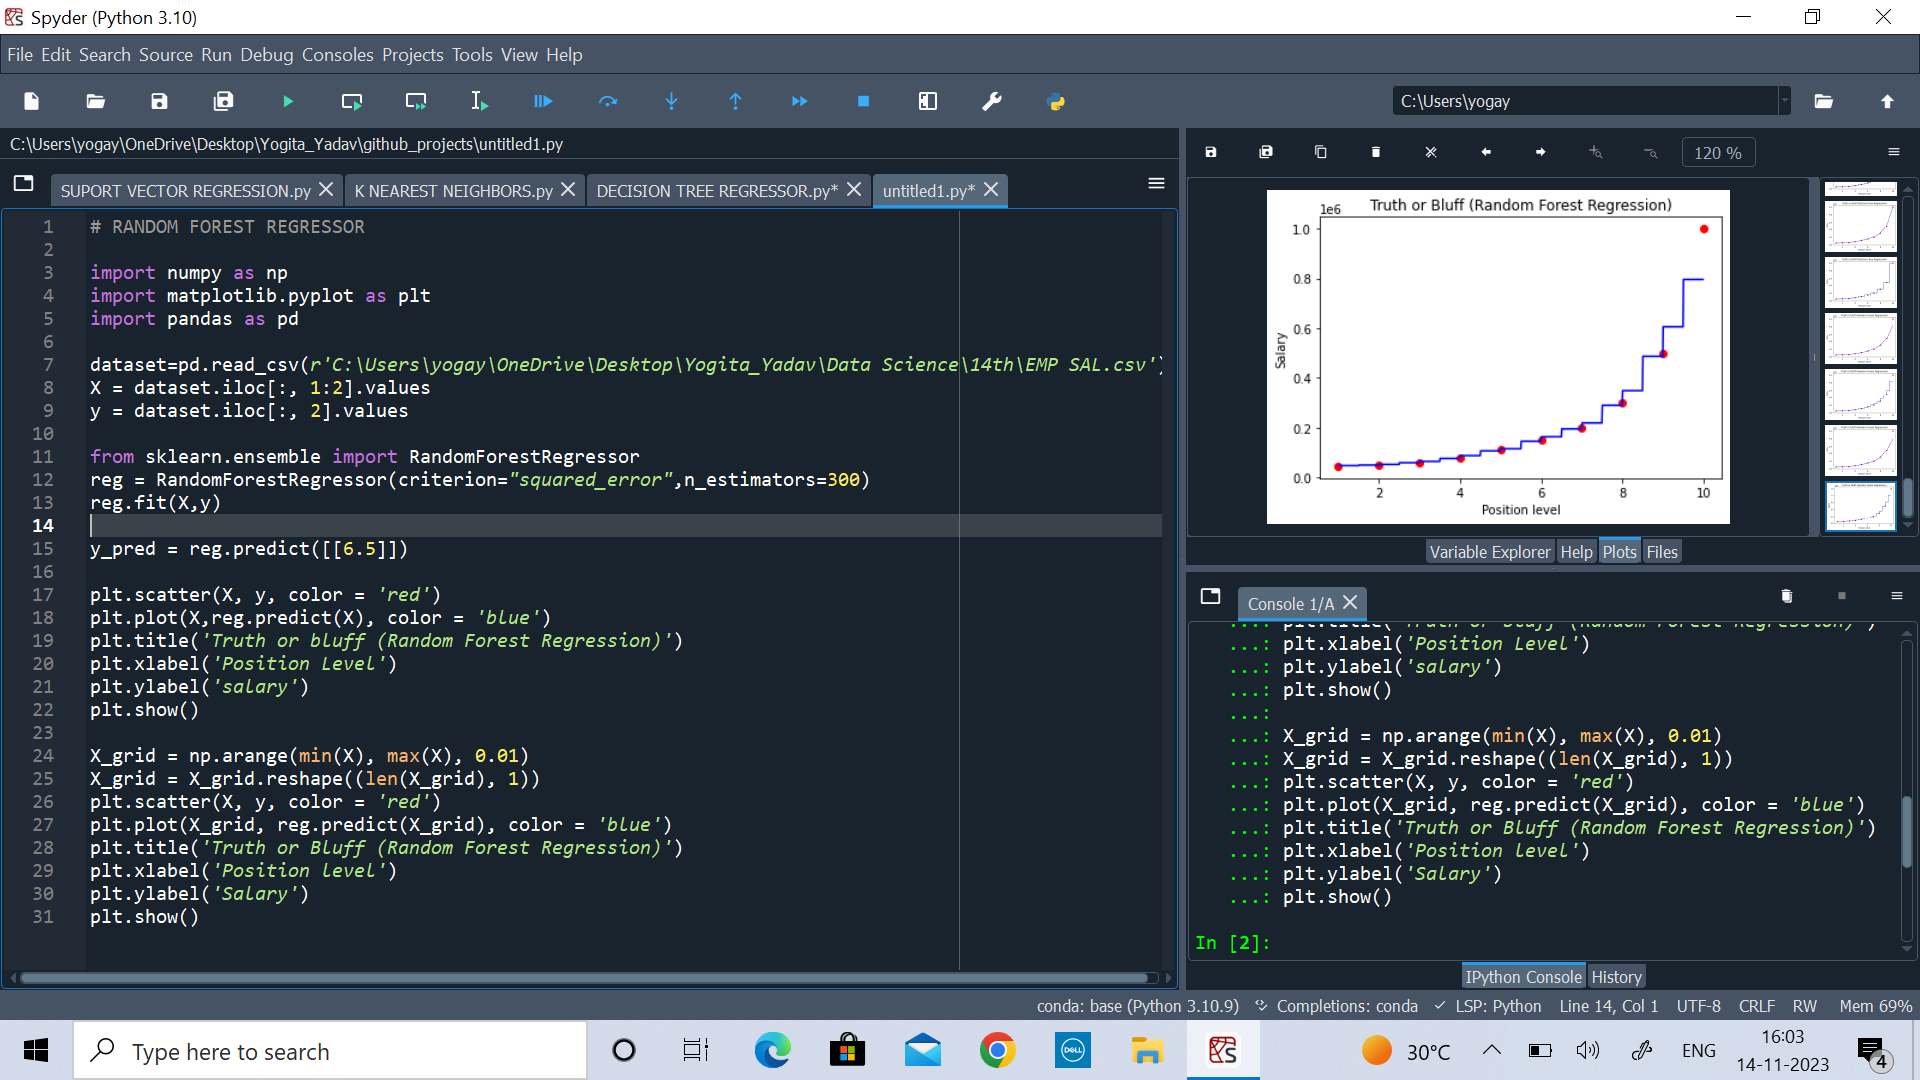 Spyder (Python 3.10)
File Edit Search Source Run Debug Consoles Projects Tools View Help
C:\Users\yogay
C:\Users\yogay\OneDrive\Desktop\Yogita_Yadav\github_projects\untitled1.py
SUPORT VECTOR REGRESSION.py K NEAREST NEIGHBORS.py DECISION TREE REGRESSOR.py* untitled1.py*
1 # RANDOM FOREST REGRESSOR
2
3 import numpy as np
4 import matplotlib.pyplot as plt
5 import pandas as pd
6
7 dataset=pd.read_csv(r'C:\Users\yogay\OneDrive\Desktop\Yogita_Yadav\Data Science\14th\EMP SAL.csv')
8 X = dataset.iloc[:, 1:2].values
9 y = dataset.iloc[:, 2].values
10
11 from sklearn.ensemble import RandomForestRegressor
12 reg = RandomForestRegressor(criterion="squared_error",n_estimators=300)
13 reg.fit(X,y)
14
15 y_pred = reg.predict([[6.5]])
16
17 plt.scatter(X, y, color = 'red')
18 plt.plot(X,reg.predict(X), color = 'blue')
19 plt.title('Truth or bluff (Random Forest Regression)')
20 plt.xlabel('Position Level')
21 plt.ylabel('salary')
22 plt.show()
23
24 X_grid = np.arange(min(X), max(X), 0.01)
25 X_grid = X_grid.reshape((len(X_grid), 1))
26 plt.scatter(X, y, color = 'red')
27 plt.plot(X_grid, reg.predict(X_grid), color = 'blue')
28 plt.title('Truth or Bluff (Random Forest Regression)')
29 plt.xlabel('Position level')
30 plt.ylabel('Salary')
31 plt.show()
120 %
1e6 Truth or Bluff (Random Forest Regression)
1.0
0.8
0.6
0.4
0.2
0.0
Salary
2 4 6 8 10
Position level
Variable Explorer Help Plots Files
Console 1/A
...: plt.title('Truth or bluff (Random Forest Regression)')
...: plt.xlabel('Position Level')
...: plt.ylabel('salary')
...: plt.show()
...:
...: X_grid = np.arange(min(X), max(X), 0.01)
...: X_grid = X_grid.reshape((len(X_grid), 1))
...: plt.scatter(X, y, color = 'red')
...: plt.plot(X_grid, reg.predict(X_grid), color = 'blue')
...: plt.title('Truth or Bluff (Random Forest Regression)')
...: plt.xlabel('Position level')
...: plt.ylabel('Salary')
...: plt.show()
In [2]:
IPython Console History
conda: base (Python 3.10.9) Completions: conda LSP: Python Line 14, Col 1 UTF-8 CRLF RW Mem 69%
Type here to search
DELL
30°C
ENG
16:03
14-11-2023
4